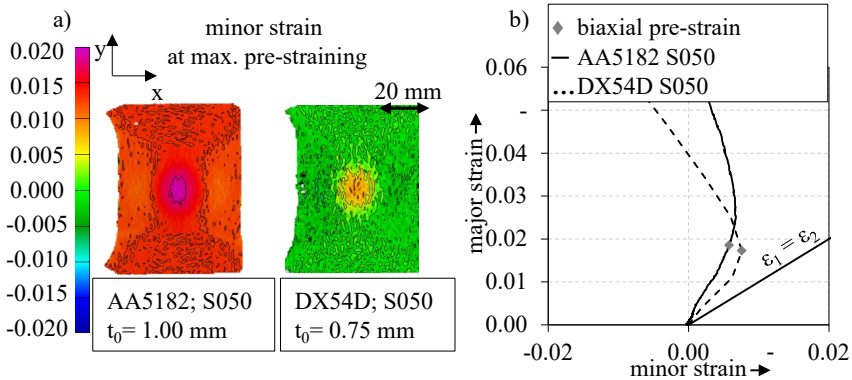 a)
minor strain
at max. pre-straining
0.020
0.015
0.010
0.005
0.000
-0.005
-0.010
-0.015
-0.020
y
x
20 mm
AA5182; S050
t0= 1.00 mm
DX54D; S050
t0= 0.75 mm
b)
biaxial pre-strain
AA5182 S050
DX54D S050
0.06
-
0.04
0.03
0.02
0.01
0.00
major strain
ε1 = ε2
-0.02
0.00
-
0.02
minor strain